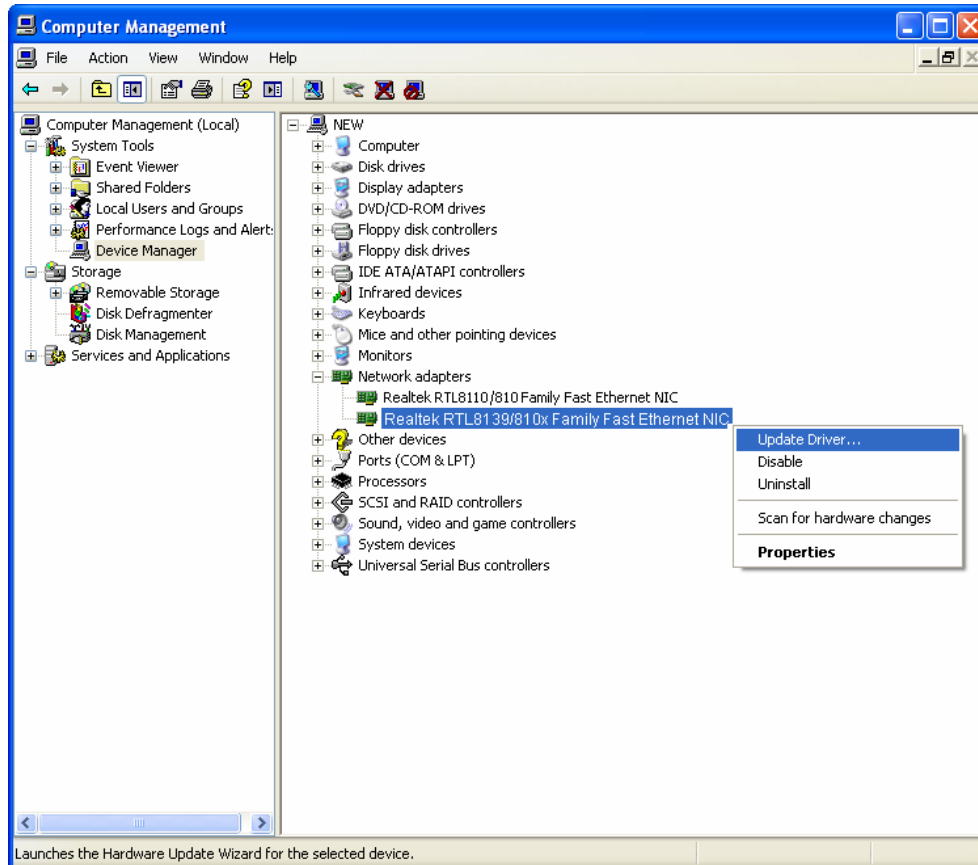 Computer Management
File Action View Window Help
Computer Management (Local)
System Tools
Event Viewer
Shared Folders
Local Users and Groups
Performance Logs and Alert:
Device Manager
Storage
Removable Storage
Disk Defragmenter
Disk Management
Services and Applications
NEW
Computer
Disk drives
Display adapters
DVD/CD-ROM drives
Floppy disk controllers
Floppy disk drives
IDE ATA/ATAPI controllers
Infrared devices
Keyboards
Mice and other pointing devices
Monitors
Network adapters
Realtek RTL8110/810 Family Fast Ethernet NIC
Realtek RTL8139/810x Family Fast Ethernet NIC
Other devices
Ports (COM & LPT)
Processors
SCSI and RAID controllers
Sound, video and game controllers
System devices
Universal Serial Bus controllers
Update Driver...
Disable
Uninstall
Scan for hardware changes
Properties
Launches the Hardware Update Wizard for the selected device.